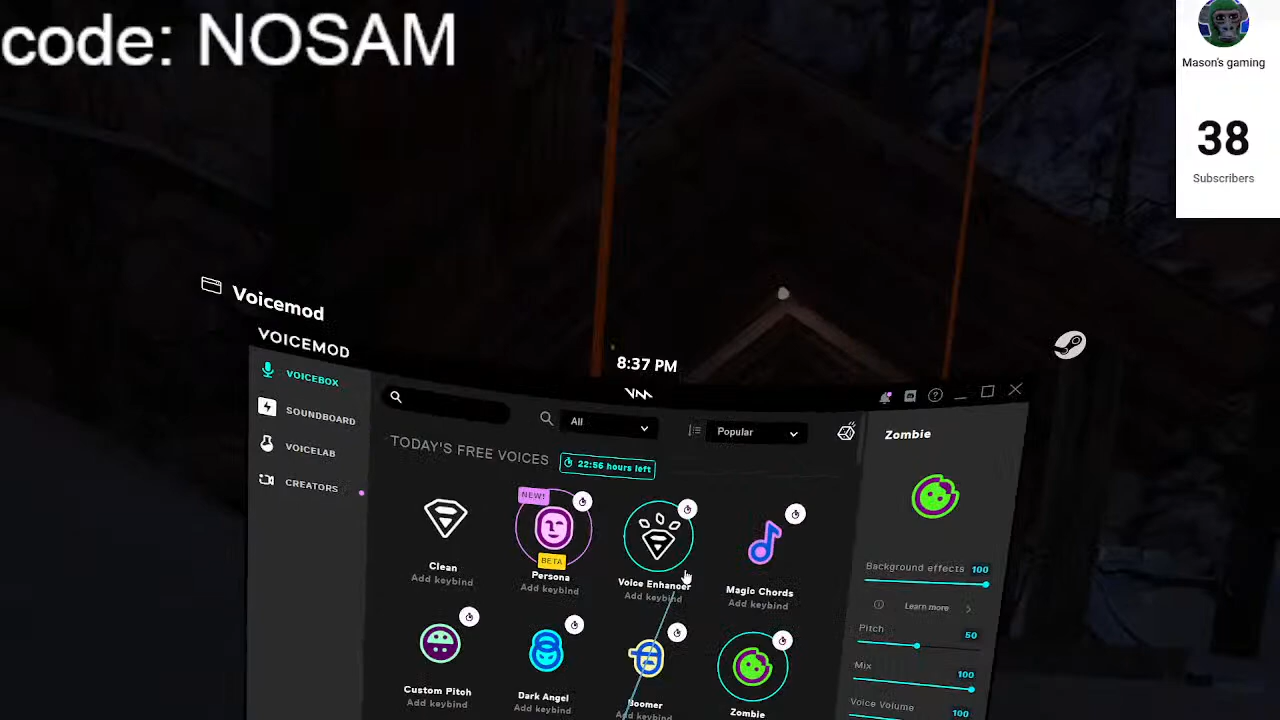 code: NOSAM
Mason's gaming
38
Subscribers
Voicemod
VOICEMOD
8:37 PM
VOICEBOX
SOUNDBOARD
VOICELAB
CREATORS
All
Popular
TODAY'S FREE VOICES
22:56 hours left
Zombie
NEW!
BETA
Clean
Add keybind
Persona
Add keybind
Voice Enhancer
Add keybind
Magic Chords
Add keybind
Background effects 100
Learn more
Pitch 50
Mix 100
Voice Volume 100
Custom Pitch
Add keybind
Dark Angel
Add keybind
Boomer
Add keybind
Zombie